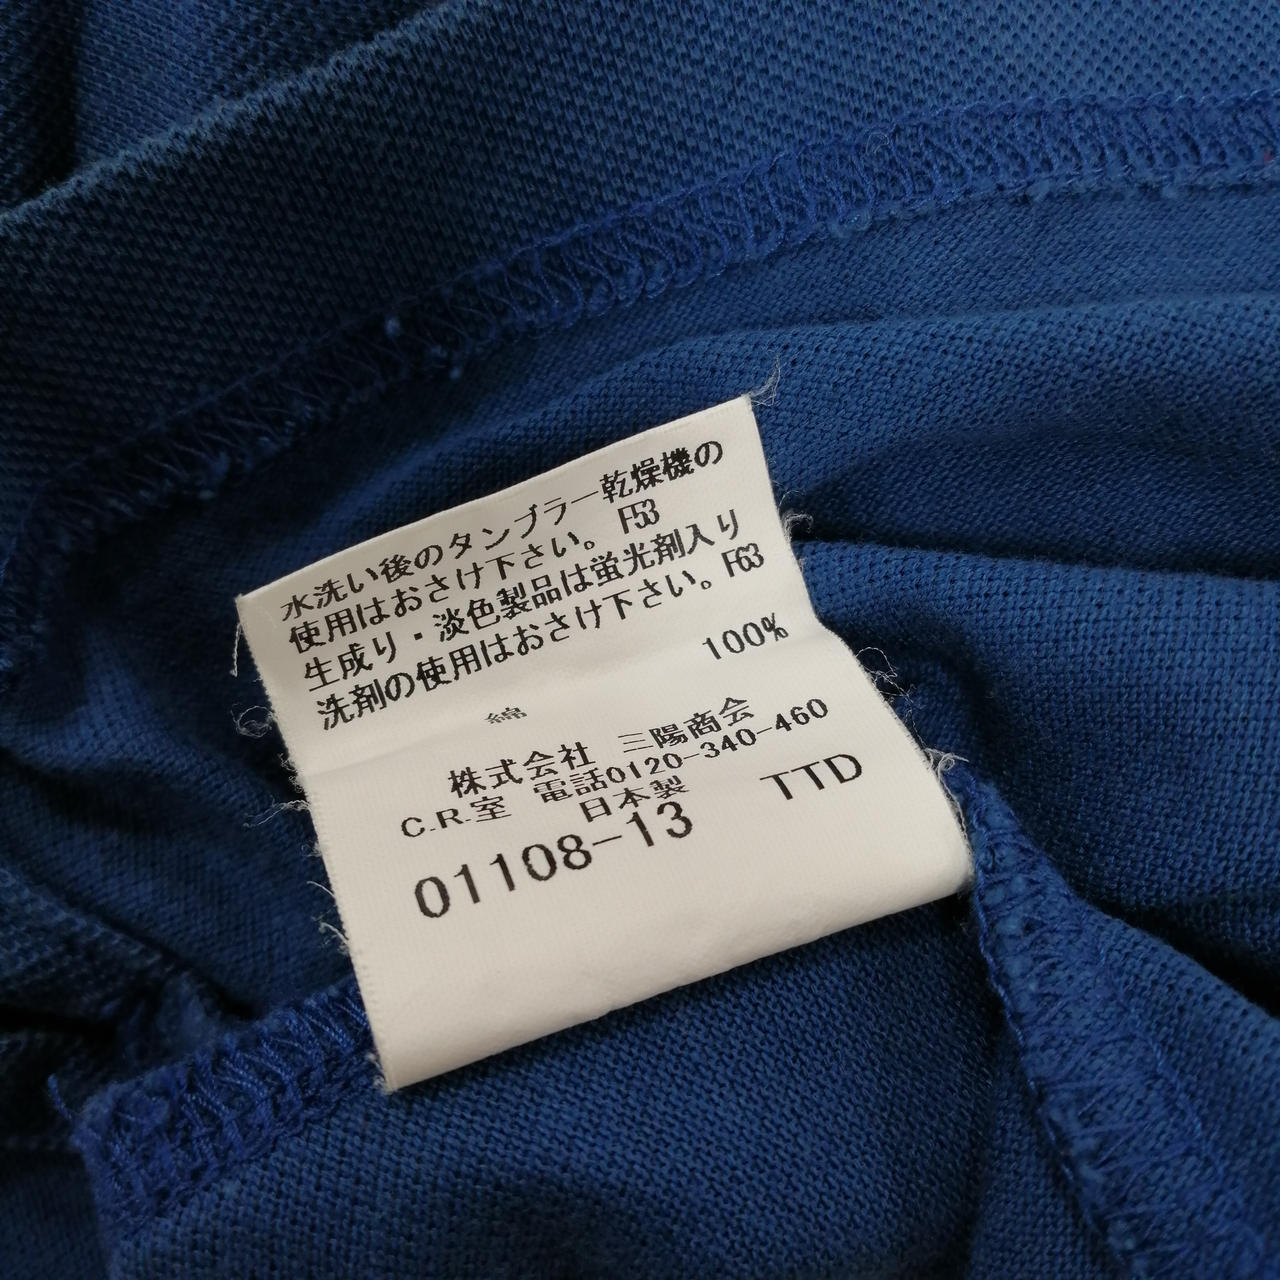 水洗い後のタンブラー乾燥機の
使用はおさけ下さい。 F53
生成り・淡色製品は蛍光剤入り
洗剤の使用はおさけ下さい。 F63
綿 100%
株式会社 三陽商会
C.R.室 電話0120-340-460
日本製
01108-13 TTD